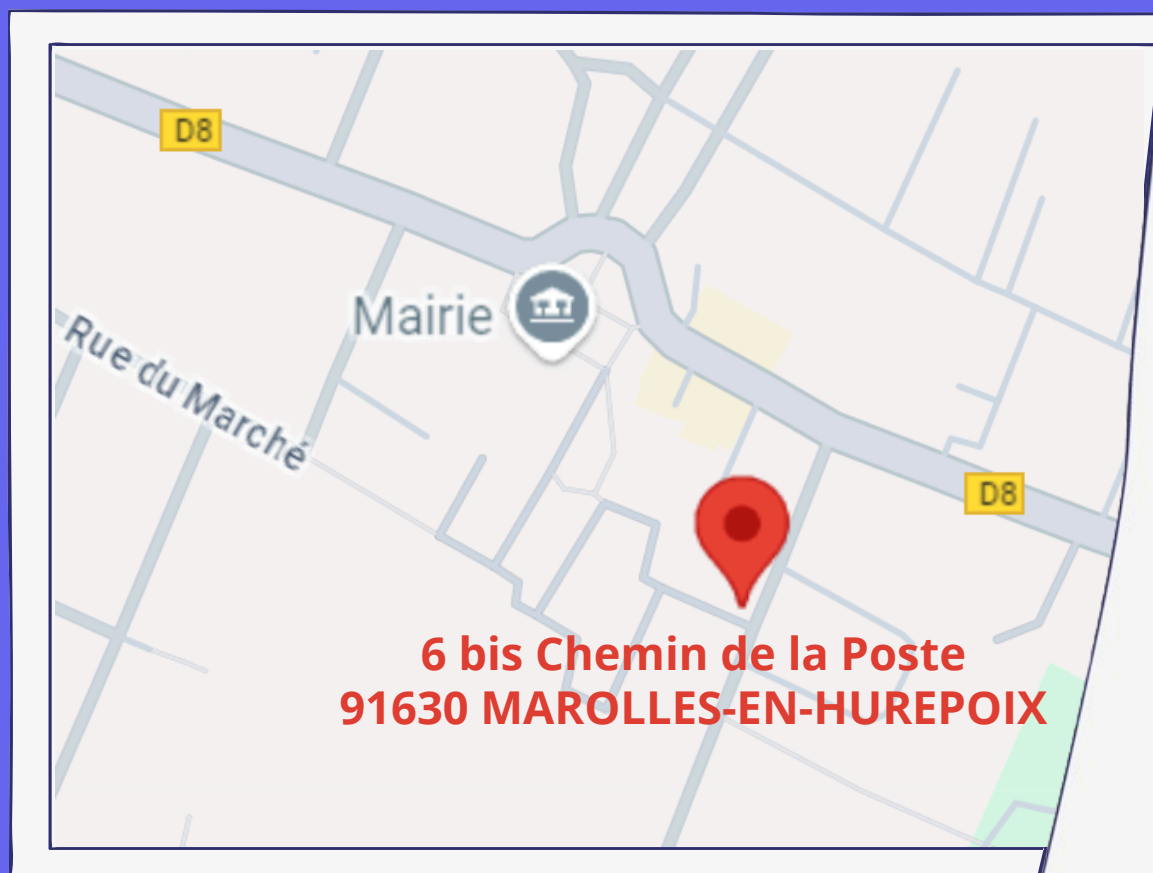 D8
Mairie
Rue du Marché
D8
6 bis Chemin de la Poste
91630 MAROLLES-EN-HUREPOIX